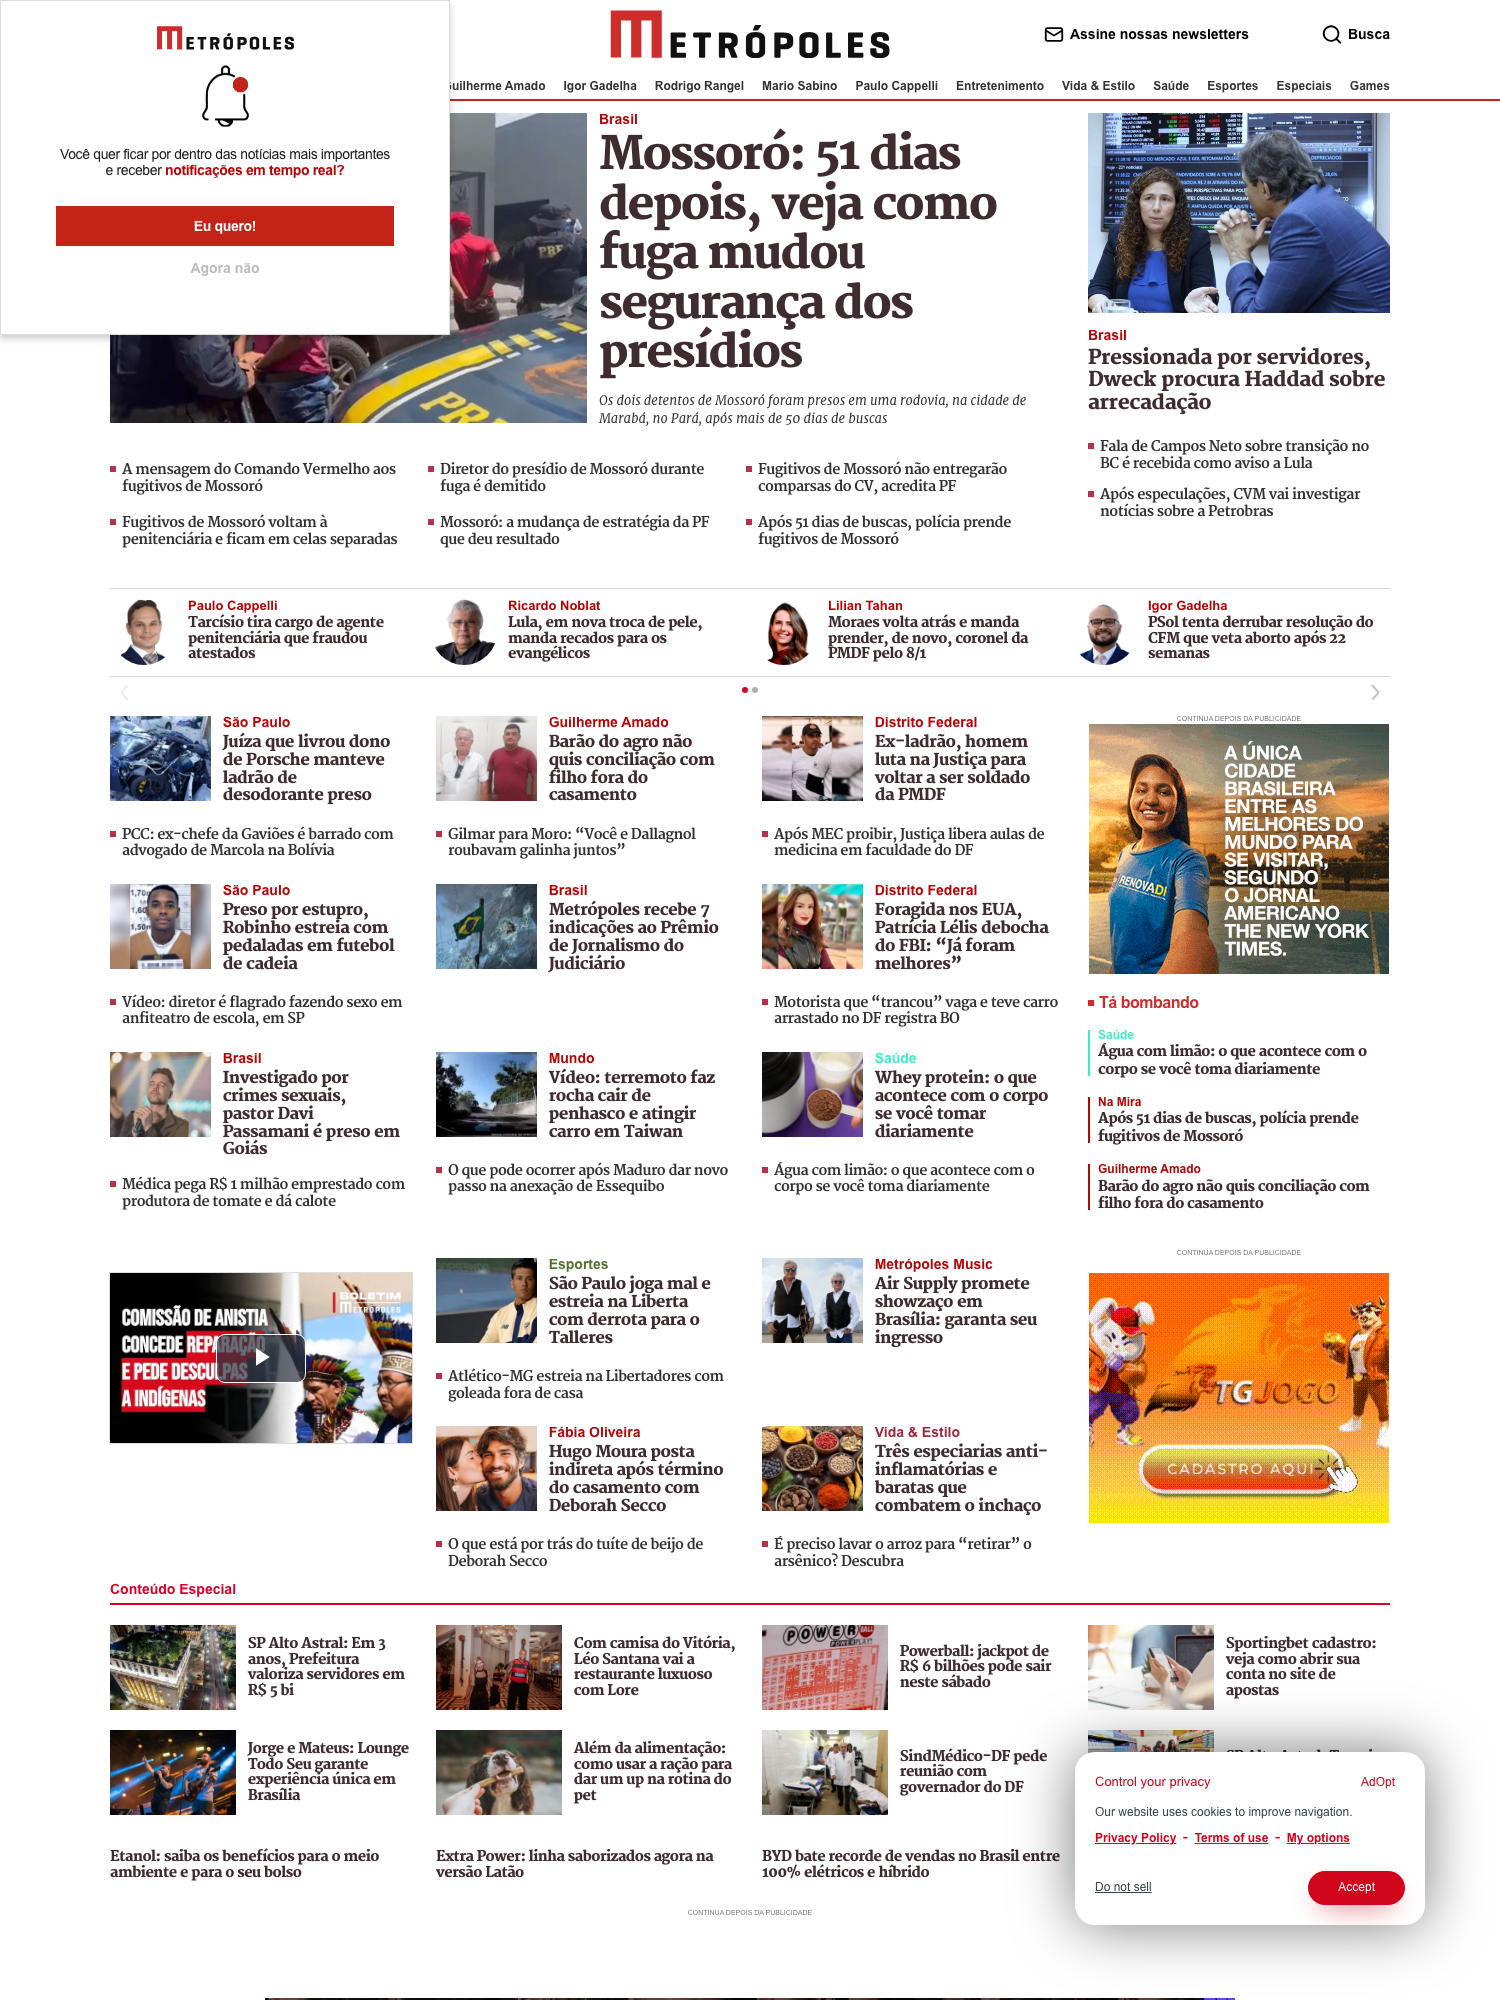 METRÓPOLES
Você quer ficar por dentro das notícias mais importantes
e receber notificações em tempo real?
Eu quero!
Agora não
METRÓPOLES
Assine nossas newsletters
Busca
Guilherme Amado Igor Gadelha Rodrigo Rangel Mario Sabino Paulo Cappelli Entretenimento Vida & Estilo Saúde Esportes Especiais Games
Brasil
Mossoró: 51 dias
depois, veja como
fuga mudou
segurança dos
presídios
Os dois detentos de Mossoró foram presos em uma rodovia, na cidade de
Marabá, no Pará, após mais de 50 dias de buscas
Brasil
Pressionada por servidores,
Dweck procura Haddad sobre
arrecadação
Fala de Campos Neto sobre transição no
BC é recebida como aviso a Lula
Após especulações, CVM vai investigar
notícias sobre a Petrobras
A mensagem do Comando Vermelho aos
fugitivos de Mossoró
Diretor do presídio de Mossoró durante
fuga é demitido
Fugitivos de Mossoró não entregarão
comparsas do CV, acredita PF
Fugitivos de Mossoró voltam à
penitenciária e ficam em celas separadas
Mossoró: a mudança de estratégia da PF
que deu resultado
Após 51 dias de buscas, polícia prende
fugitivos de Mossoró
Paulo Cappelli
Tarcísio tira cargo de agente
penitenciária que fraudou
atestados
Ricardo Noblat
Lula, em nova troca de pele,
manda recados para os
evangélicos
Lilian Tahan
Moraes volta atrás e manda
prender, de novo, coronel da
PMDF pelo 8/1
Igor Gadelha
PSol tenta derrubar resolução do
CFM que veta aborto após 22
semanas
São Paulo
Juíza que livrou dono
de Porsche manteve
ladrão de
desodorante preso
PCC: ex-chefe da Gaviões é barrado com
advogado de Marcola na Bolívia
Guilherme Amado
Barão do agro não
quis conciliação com
filho fora do
casamento
Gilmar para Moro: “Você e Dallagnol
roubavam galinha juntos”
Distrito Federal
Ex-ladrão, homem
luta na Justiça para
voltar a ser soldado
da PMDF
Após MEC proibir, Justiça libera aulas de
medicina em faculdade do DF
CONTINUA DEPOIS DA PUBLICIDADE
A ÚNICA
CIDADE
BRASILEIRA
ENTRE AS
MELHORES DO
MUNDO PARA
SE VISITAR,
SEGUNDO
O JORNAL
AMERICANO
THE NEW YORK
TIMES.
RENOVADF
São Paulo
Preso por estupro,
Robinho estreia com
pedaladas em futebol
de cadeia
Vídeo: diretor é flagrado fazendo sexo em
anfiteatro de escola, em SP
Brasil
Metrópoles recebe 7
indicações ao Prêmio
de Jornalismo do
Judiciário
Distrito Federal
Foragida nos EUA,
Patrícia Lélis debocha
do FBI: “Já foram
melhores”
Motorista que “trancou” vaga e teve carro
arrastado no DF registra BO
Tá bombando
Saúde
Água com limão: o que acontece com o
corpo se você toma diariamente
Na Mira
Após 51 dias de buscas, polícia prende
fugitivos de Mossoró
Guilherme Amado
Barão do agro não quis conciliação com
filho fora do casamento
Brasil
Investigado por
crimes sexuais,
pastor Davi
Passamani é preso em
Goiás
Médica pega R$ 1 milhão emprestado com
produtora de tomate e dá calote
Mundo
Vídeo: terremoto faz
rocha cair de
penhasco e atingir
carro em Taiwan
O que pode ocorrer após Maduro dar novo
passo na anexação de Essequibo
Saúde
Whey protein: o que
acontece com o corpo
se você tomar
diariamente
Água com limão: o que acontece com o
corpo se você toma diariamente
CONTINUA DEPOIS DA PUBLICIDADE
BOLETIM
METRÓPOLES
COMISSÃO DE ANISTIA
CONCEDE REPARAÇÃO
E PEDE DESCULPAS
A INDÍGENAS
Esportes
São Paulo joga mal e
estreia na Liberta
com derrota para o
Talleres
Atlético-MG estreia na Libertadores com
goleada fora de casa
Metrópoles Music
Air Supply promete
showzaço em
Brasília: garanta seu
ingresso
TGJOGO
CADASTRO AQUI
Fábia Oliveira
Hugo Moura posta
indireta após término
do casamento com
Deborah Secco
O que está por trás do tuíte de beijo de
Deborah Secco
Vida & Estilo
Três especiarias anti-
inflamatórias e
baratas que
combatem o inchaço
É preciso lavar o arroz para “retirar” o
arsênico? Descubra
Conteúdo Especial
SP Alto Astral: Em 3
anos, Prefeitura
valoriza servidores em
R$ 5 bi
Com camisa do Vitória,
Léo Santana vai a
restaurante luxuoso
com Lore
POWERBALL
POWERPLAY
Powerball: jackpot de
R$ 6 bilhões pode sair
neste sábado
Sportingbet cadastro:
veja como abrir sua
conta no site de
apostas
Jorge e Mateus: Lounge
Todo Seu garante
experiência única em
Brasília
Além da alimentação:
como usar a ração para
dar um up na rotina do
pet
SindMédico-DF pede
reunião com
governador do DF
Etanol: saiba os benefícios para o meio
ambiente e para o seu bolso
Extra Power: linha saborizados agora na
versão Latão
BYD bate recorde de vendas no Brasil entre
100% elétricos e híbrido
Control your privacy
AdOpt
Our website uses cookies to improve navigation.
Privacy Policy - Terms of use - My options
Do not sell
Accept
CONTINUA DEPOIS DA PUBLICIDADE